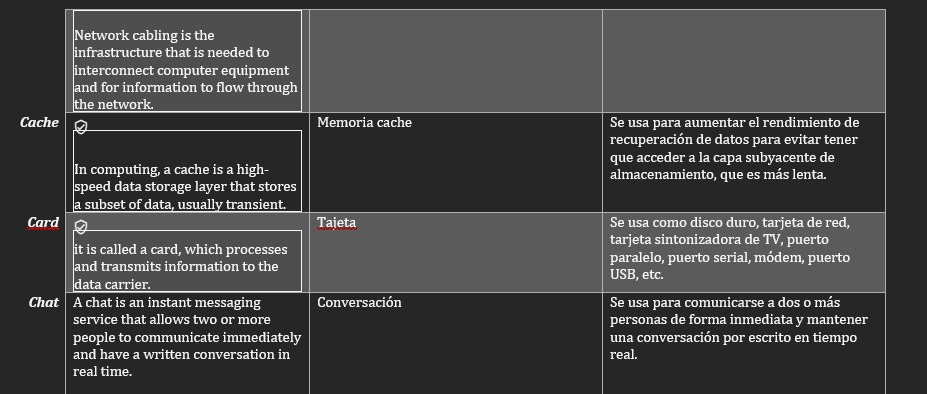 Network cabling is the
infrastructure that is needed to
interconnect computer equipment
and for information to flow through
the network.
Cache
In computing, a cache is a high-
speed data storage layer that stores
a subset of data, usually transient.
Memoria cache
Se usa para aumentar el rendimiento de
recuperación de datos para evitar tener
que acceder a la capa subyacente de
almacenamiento, que es más lenta.
Card
it is called a card, which processes
and transmits information to the
data carrier.
Tajeta
Se usa como disco duro, tarjeta de red,
tarjeta sintonizadora de TV, puerto
paralelo, puerto serial, módem, puerto
USB, etc.
Chat
A chat is an instant messaging
service that allows two or more
people to communicate immediately
and have a written conversation in
real time.
Conversación
Se usa para comunicarse a dos o más
personas de forma inmediata y mantener
una conversación por escrito en tiempo
real.